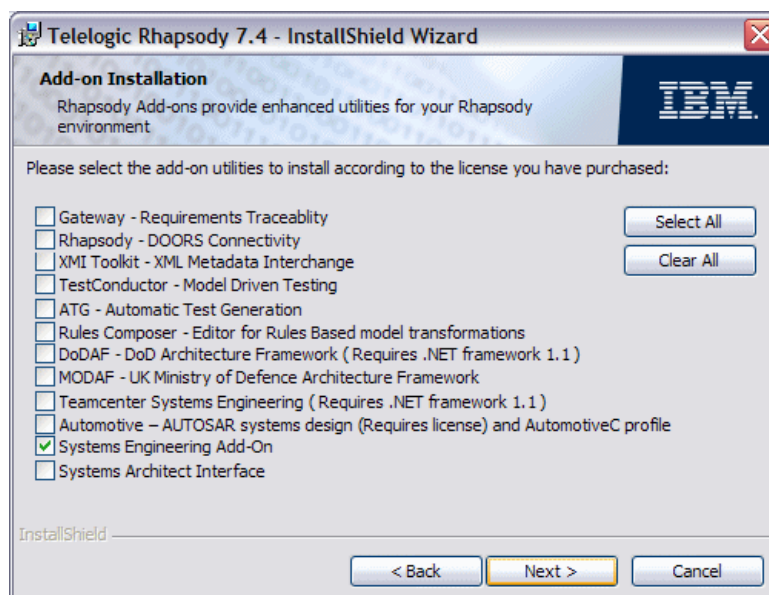 Telelogic Rhapsody 7.4 - InstallShield Wizard
Add-on Installation
Rhapsody Add-ons provide enhanced utilities for your Rhapsody
environment
IBM.
Please select the add-on utilities to install according to the license you have purchased:
Gateway - Requirements Traceablity
Rhapsody - DOORS Connectivity
XMI Toolkit - XML Metadata Interchange
TestConductor - Model Driven Testing
ATG - Automatic Test Generation
Rules Composer - Editor for Rules Based model transformations
DoDAF - DoD Architecture Framework ( Requires .NET framework 1.1 )
MODAF - UK Ministry of Defence Architecture Framework
Teamcenter Systems Engineering ( Requires .NET framework 1.1 )
Automotive – AUTOSAR systems design (Requires license) and AutomotiveC profile
Systems Engineering Add-On
Systems Architect Interface
Select All
Clear All
InstallShield
< Back
Next >
Cancel